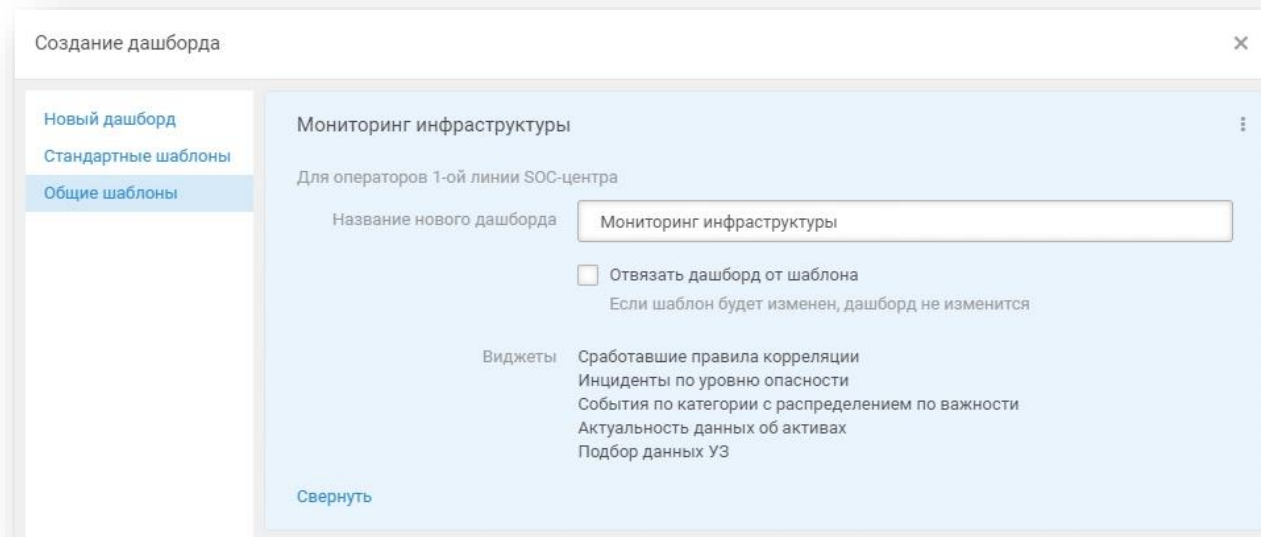 Создание дашборда
Новый дашборд
Стандартные шаблоны
Общие шаблоны
Мониторинг инфраструктуры
Для операторов 1-ой линии SOC-центра
Название нового дашборда
Мониторинг инфраструктуры
Отвязать дашборд от шаблона
Если шаблон будет изменен, дашборд не изменится
Виджеты
Сработавшие правила корреляции
Инциденты по уровню опасности
События по категории с распределением по важности
Актуальность данных об активах
Подбор данных УЗ
Свернуть